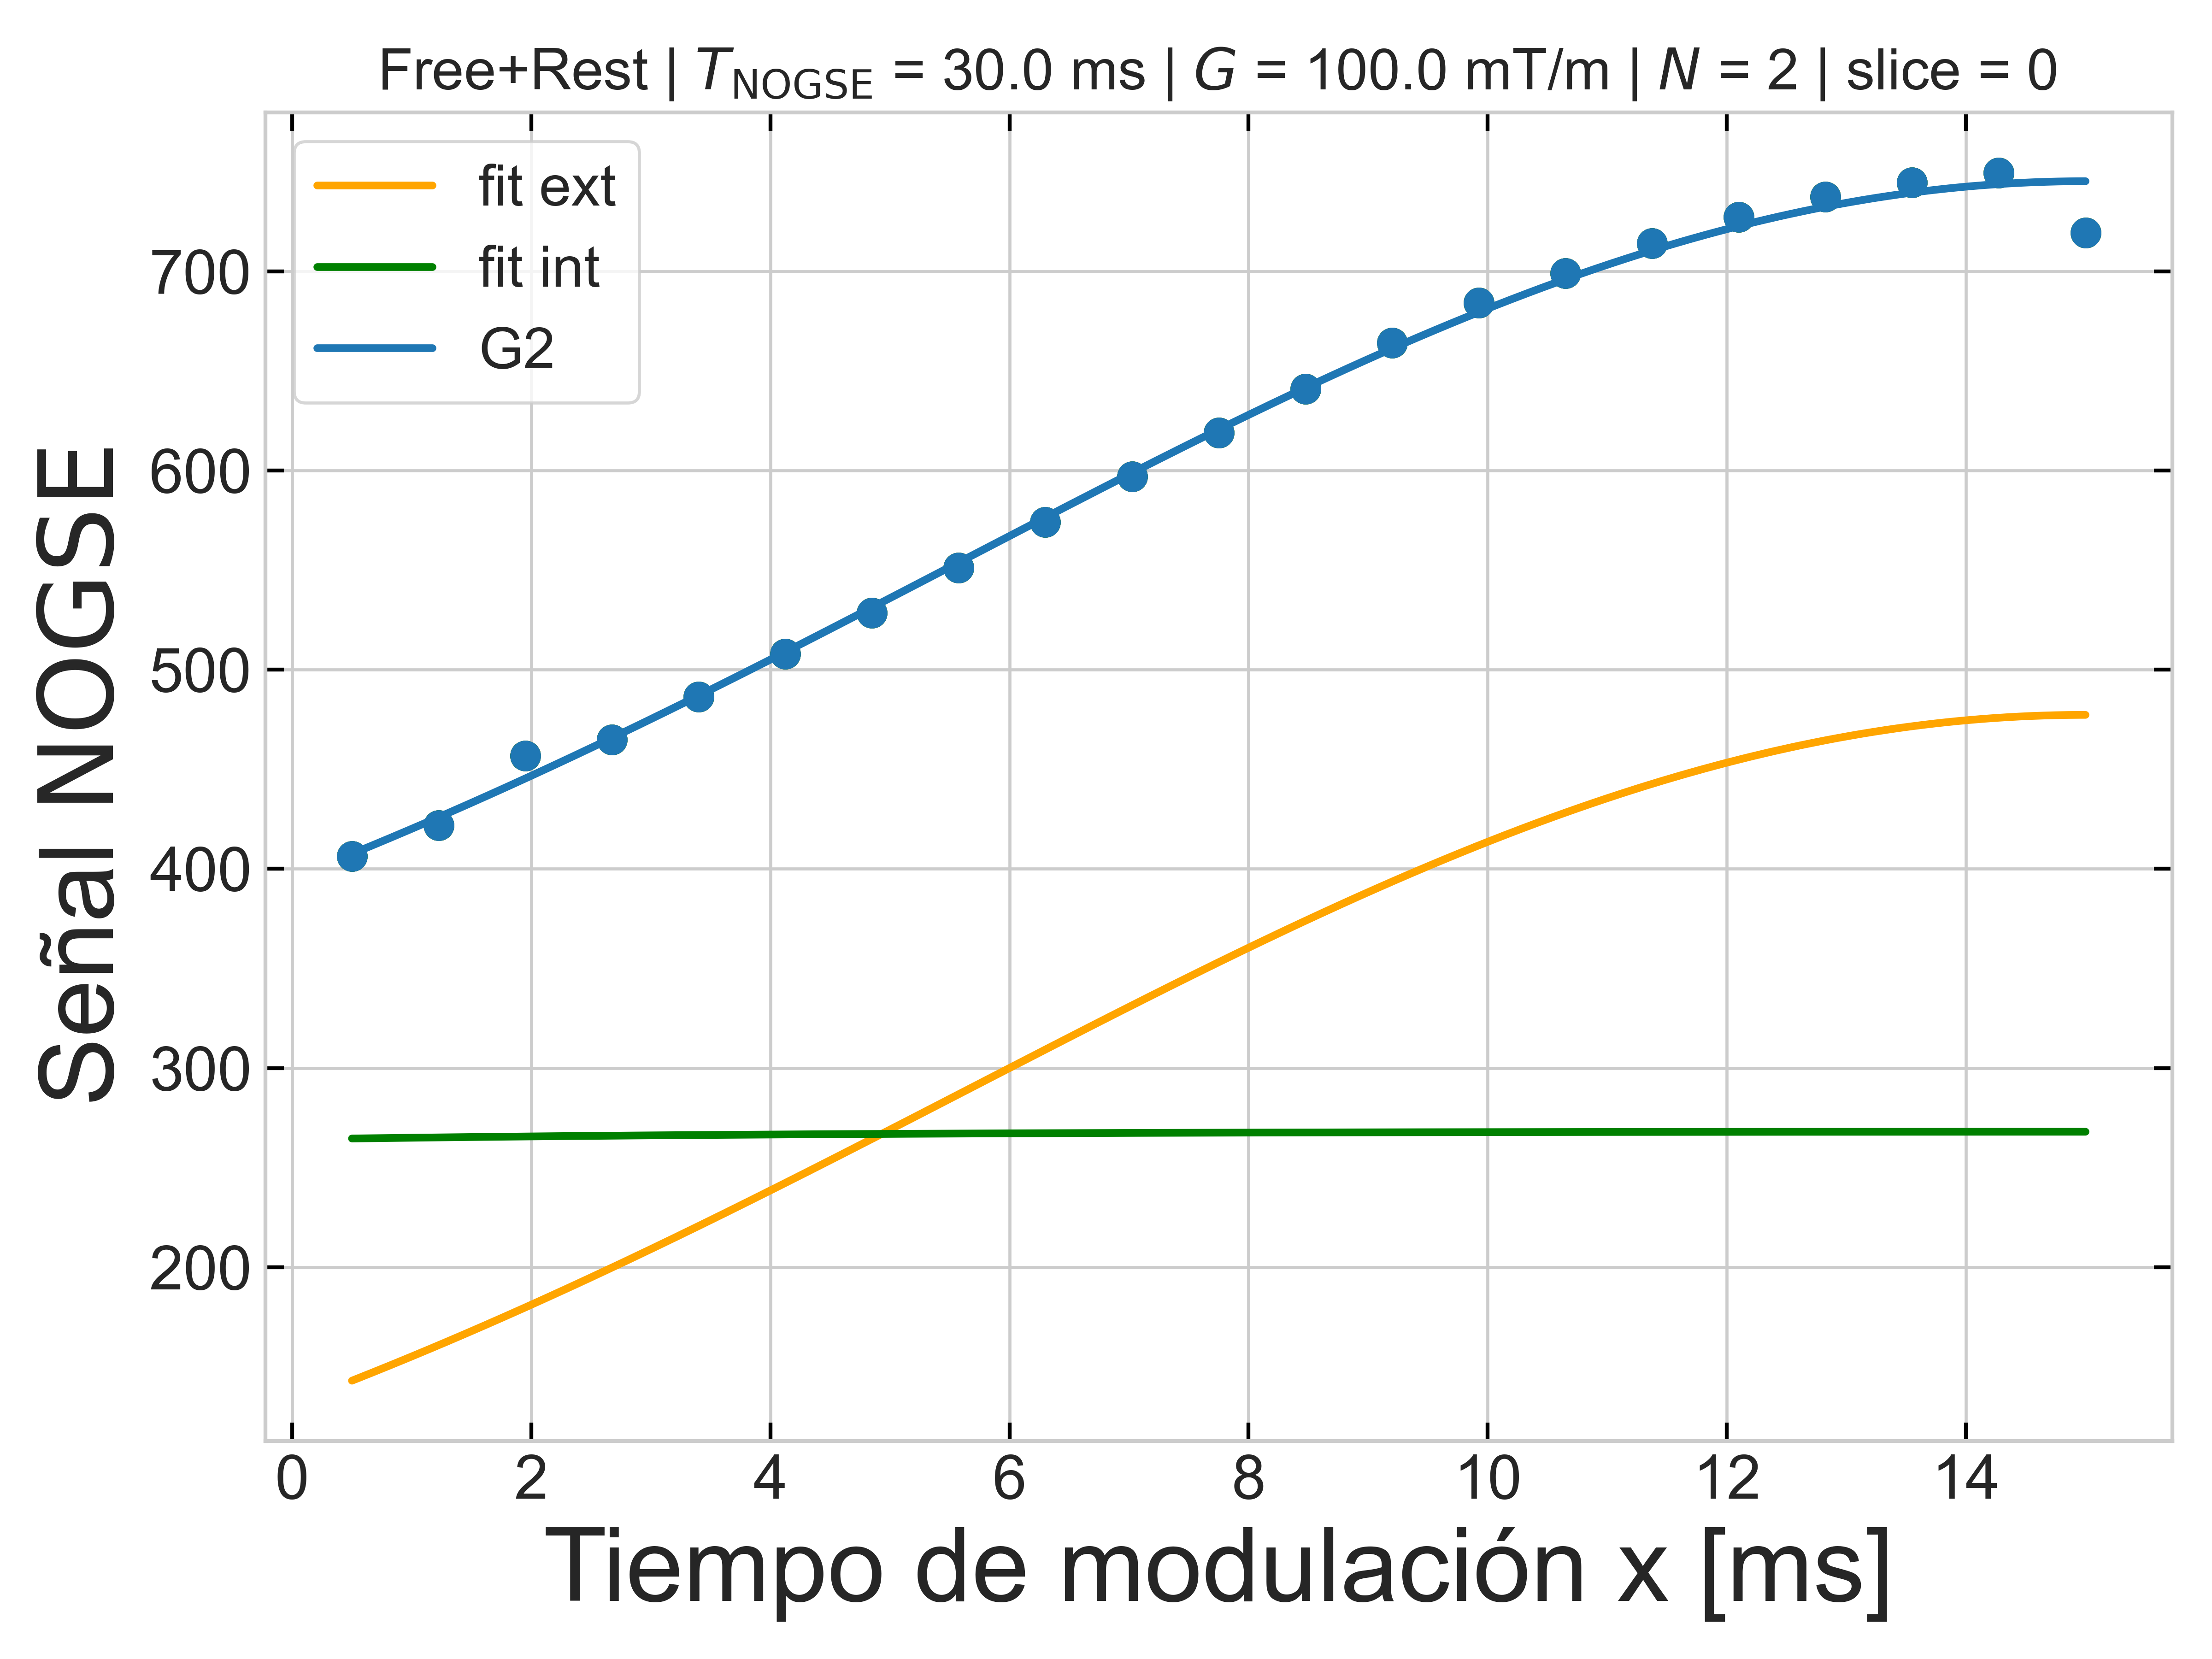 Free+Rest | T_NOGSE = 30.0 ms | G = 100.0 mT/m | N = 2 | slice = 0
fit ext
fit int
G2
Señal NOGSE
700
600
500
400
300
200
0 2 4 6 8 10 12 14
Tiempo de modulación x [ms]